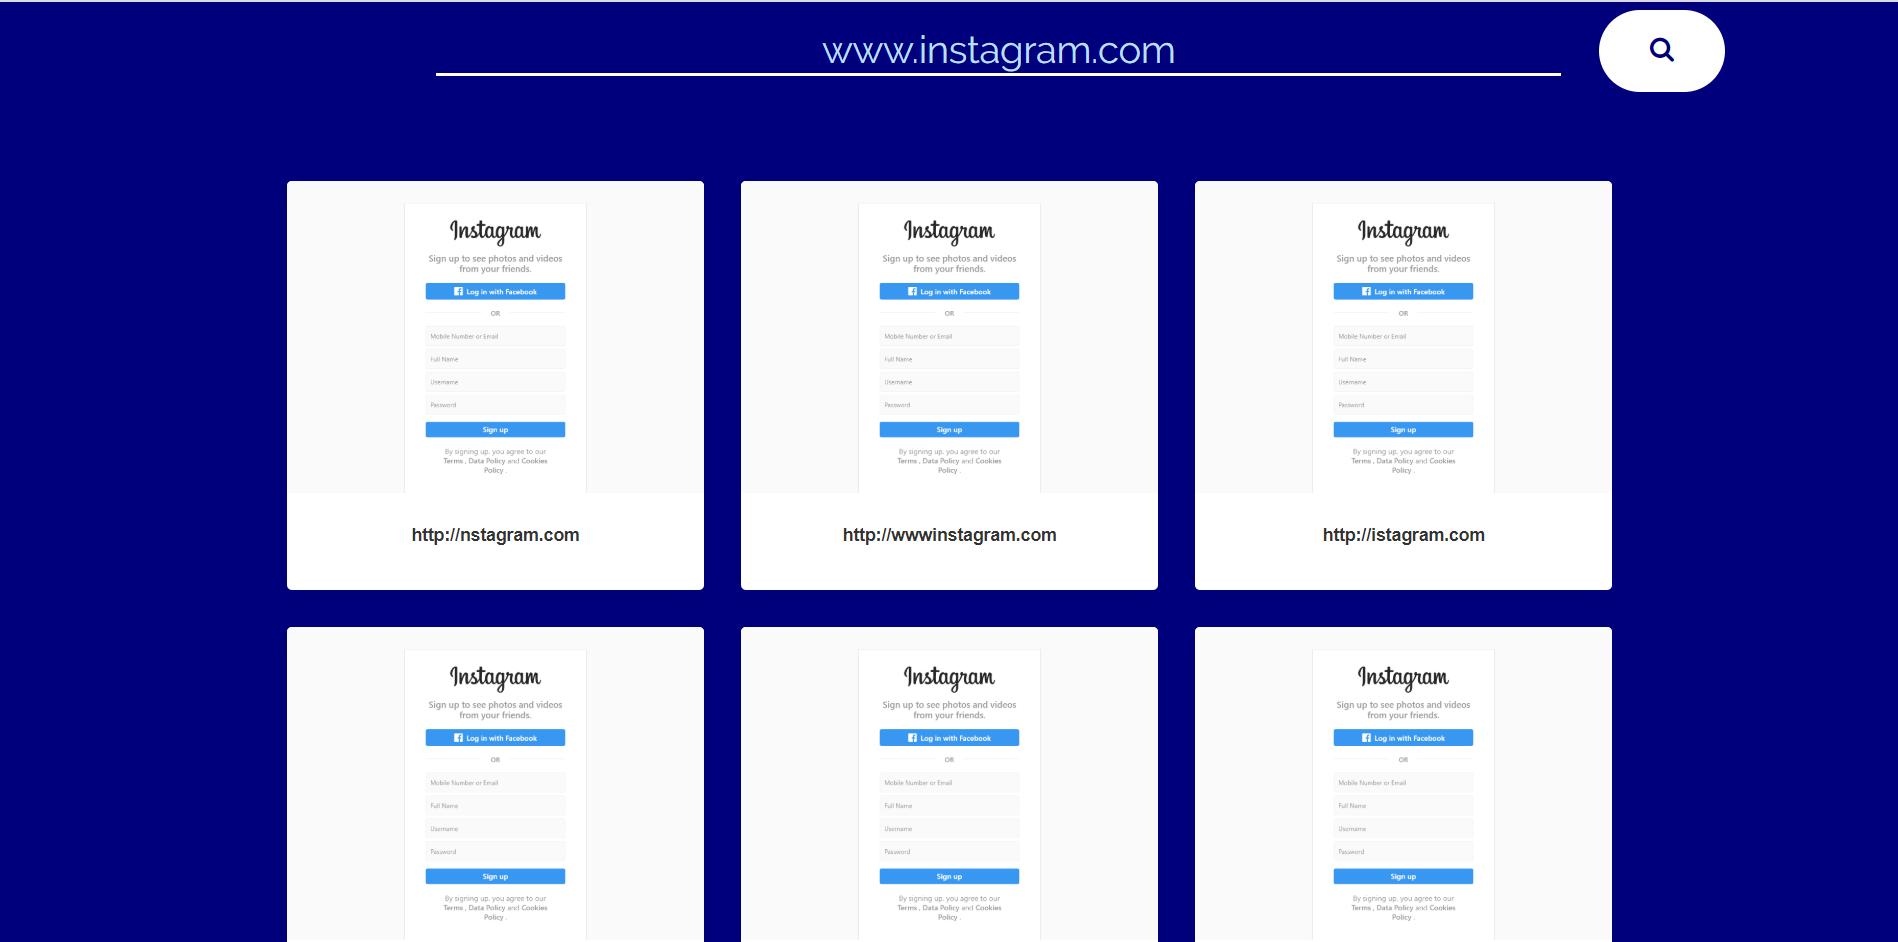 www.instagram.com
Instagram
Sign up to see photos and videos
from your friends.
Log in with Facebook
OR
Mobile Number or Email
Full Name
Username
Password
Sign up
By signing up, you agree to our
Terms , Data Policy and Cookies
Policy .
http://nstagram.com
Instagram
Sign up to see photos and videos
from your friends.
Log in with Facebook
OR
Mobile Number or Email
Full Name
Username
Password
Sign up
By signing up, you agree to our
Terms , Data Policy and Cookies
Policy .
http://wwwinstagram.com
Instagram
Sign up to see photos and videos
from your friends.
Log in with Facebook
OR
Mobile Number or Email
Full Name
Username
Password
Sign up
By signing up, you agree to our
Terms , Data Policy and Cookies
Policy .
http://istagram.com
Instagram
Sign up to see photos and videos
from your friends.
Log in with Facebook
OR
Mobile Number or Email
Full Name
Username
Password
Sign up
By signing up, you agree to our
Terms , Data Policy and Cookies
Policy .
Instagram
Sign up to see photos and videos
from your friends.
Log in with Facebook
OR
Mobile Number or Email
Full Name
Username
Password
Sign up
By signing up, you agree to our
Terms , Data Policy and Cookies
Policy .
Instagram
Sign up to see photos and videos
from your friends.
Log in with Facebook
OR
Mobile Number or Email
Full Name
Username
Password
Sign up
By signing up, you agree to our
Terms , Data Policy and Cookies
Policy .